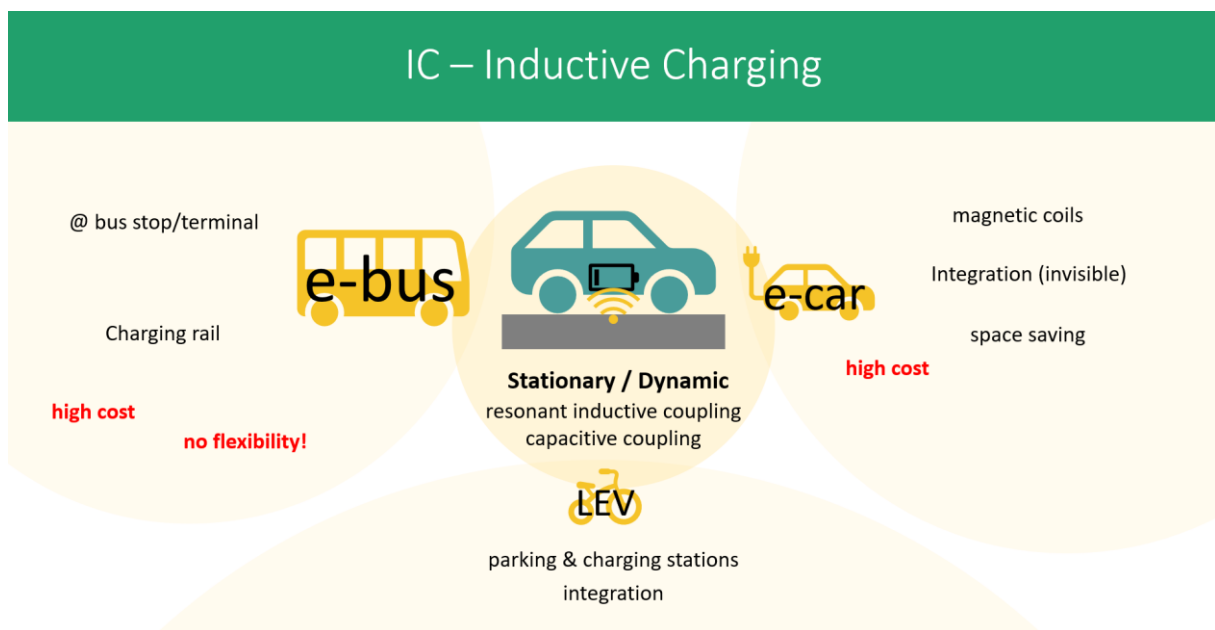 IC – Inductive Charging
@ bus stop/terminal
Charging rail
high cost
no flexibility!
e-bus
Stationary / Dynamic
resonant inductive coupling
capacitive coupling
e-car
magnetic coils
Integration (invisible)
space saving
high cost
LEV
parking & charging stations
integration